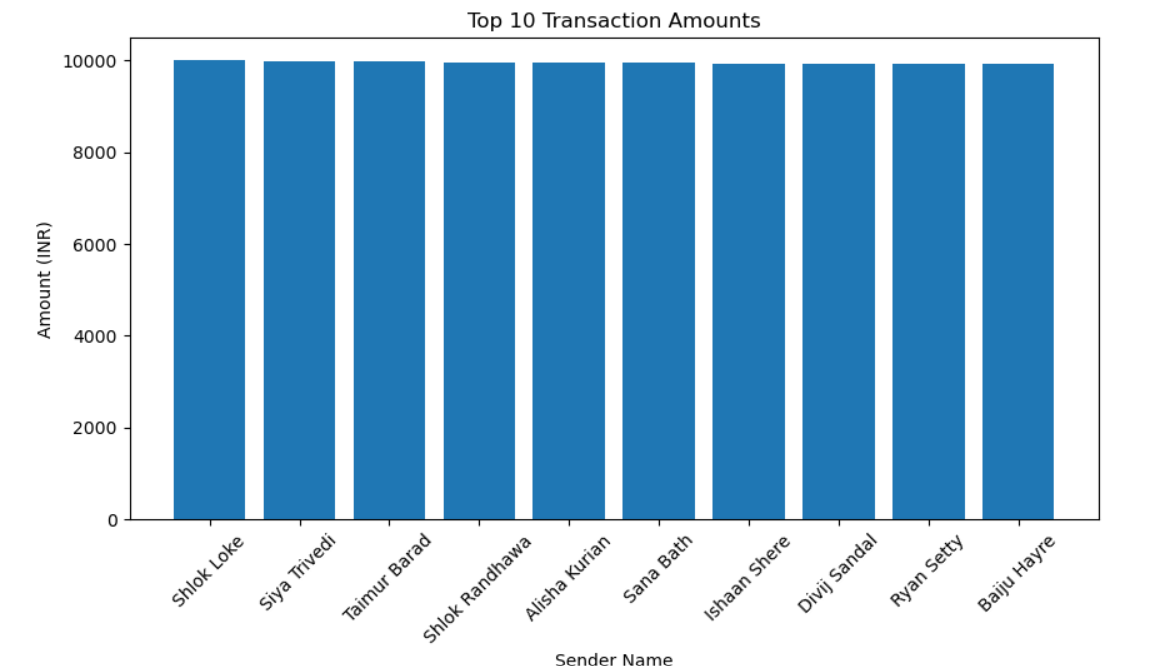 Top 10 Transaction Amounts
10000
8000
6000
4000
2000
0
Amount (INR)
Shlok Loke
Siya Trivedi
Taimur Barad
Shlok Randhawa
Alisha Kurian
Sana Bath
Ishaan Shere
Divij Sandal
Ryan Setty
Baiju Hayre
Sender Name